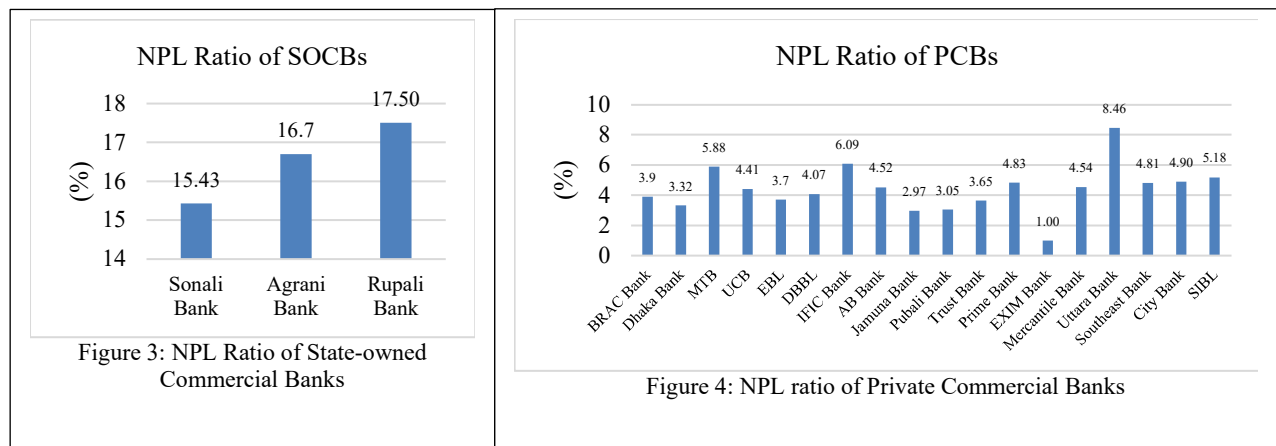 NPL Ratio of SOCBs
18
17
16
15
14
(%)
15.43
16.7
17.50
Sonali
Bank
Agrani
Bank
Rupali
Bank
Figure 3: NPL Ratio of State-owned
Commercial Banks
NPL Ratio of PCBs
10
8
6
4
2
0
(%)
3.9
3.32
5.88
4.41
3.7
4.07
6.09
4.52
2.97
3.05
3.65
4.83
1.00
4.54
8.46
4.81
4.90
5.18
BRAC Bank
Dhaka Bank
MTB
UCB
EBL
DBBL
IFIC Bank
AB Bank
Jamuna Bank
Pubali Bank
Trust Bank
Prime Bank
EXIM Bank
Mercantile Bank
Uttara Bank
Southeast Bank
City Bank
SIBL
Figure 4: NPL ratio of Private Commercial Banks